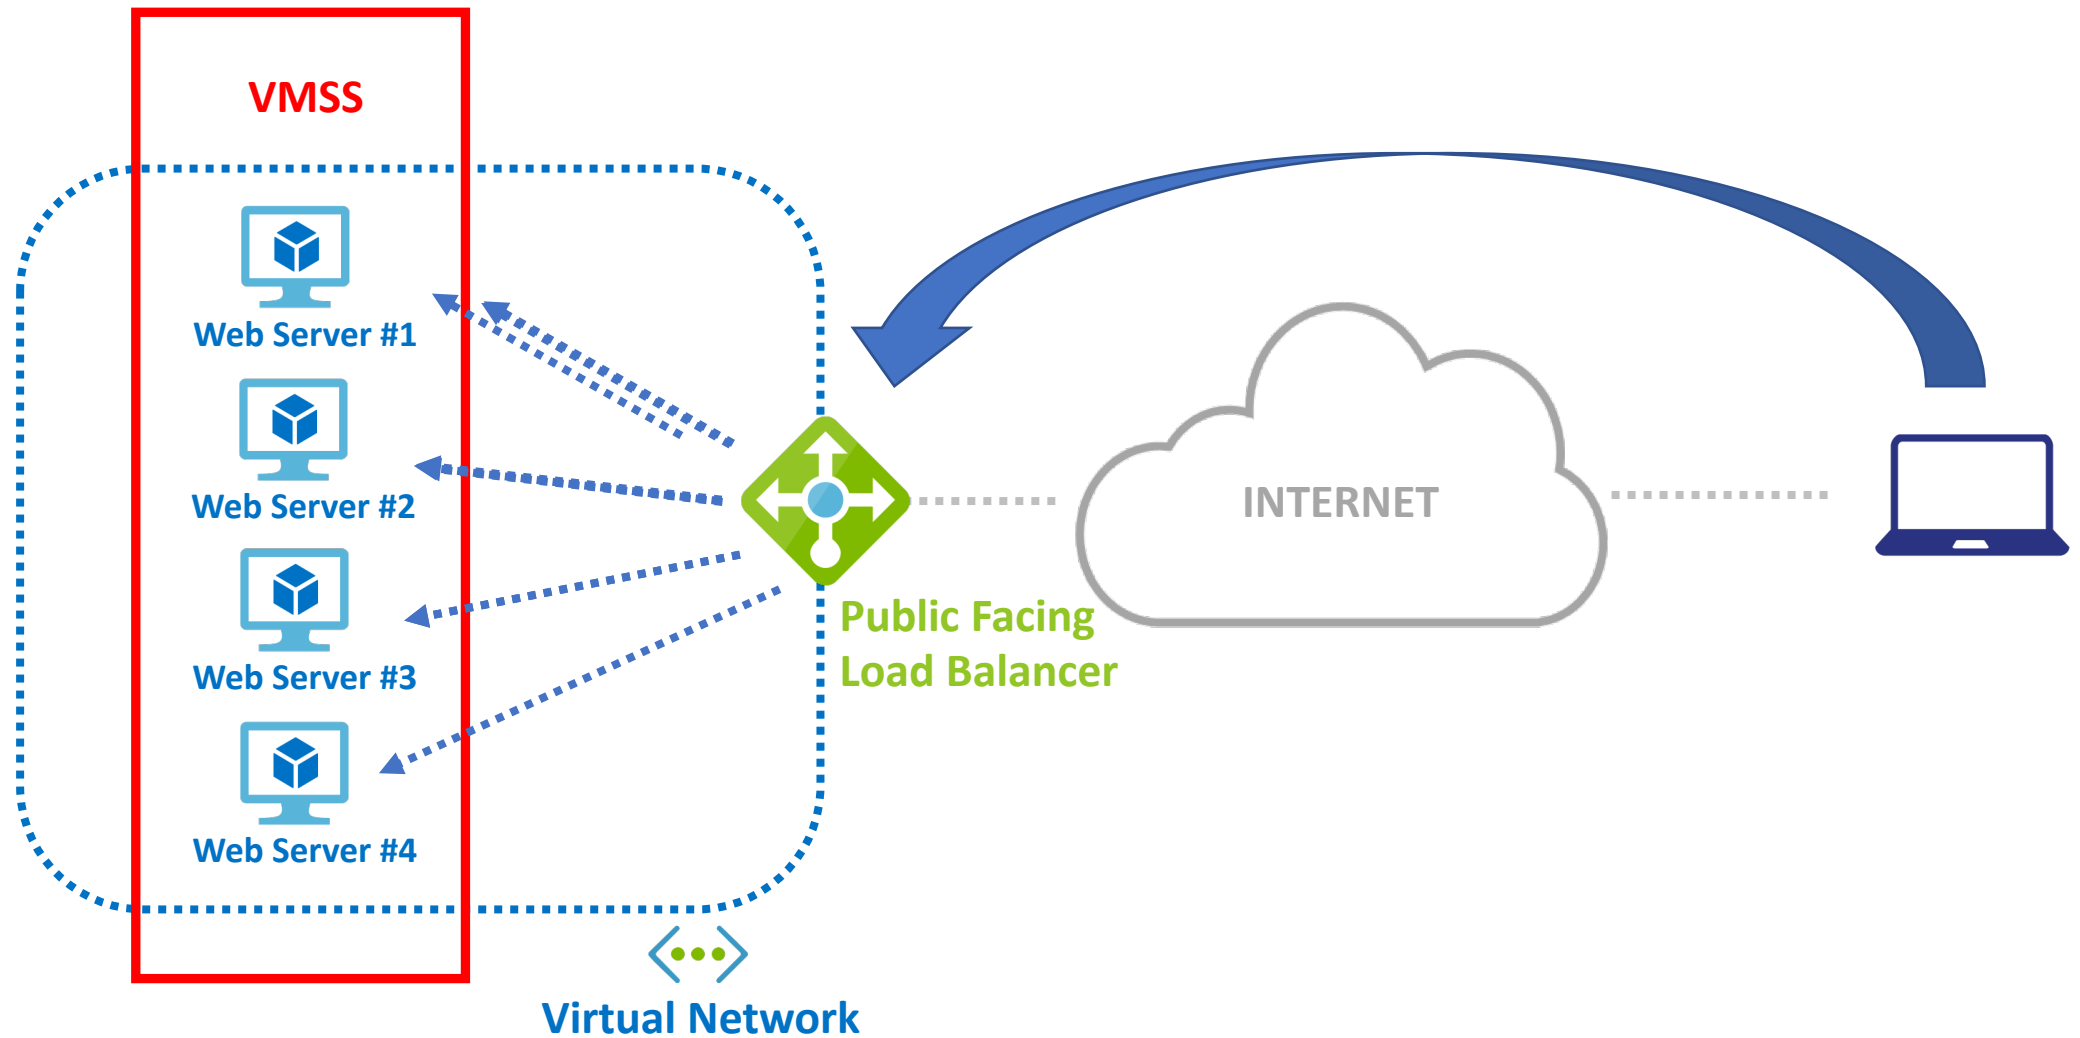 VMSS
Web Server #1
Web Server #2
Web Server #3
Web Server #4
Public Facing
Load Balancer
INTERNET
Virtual Network